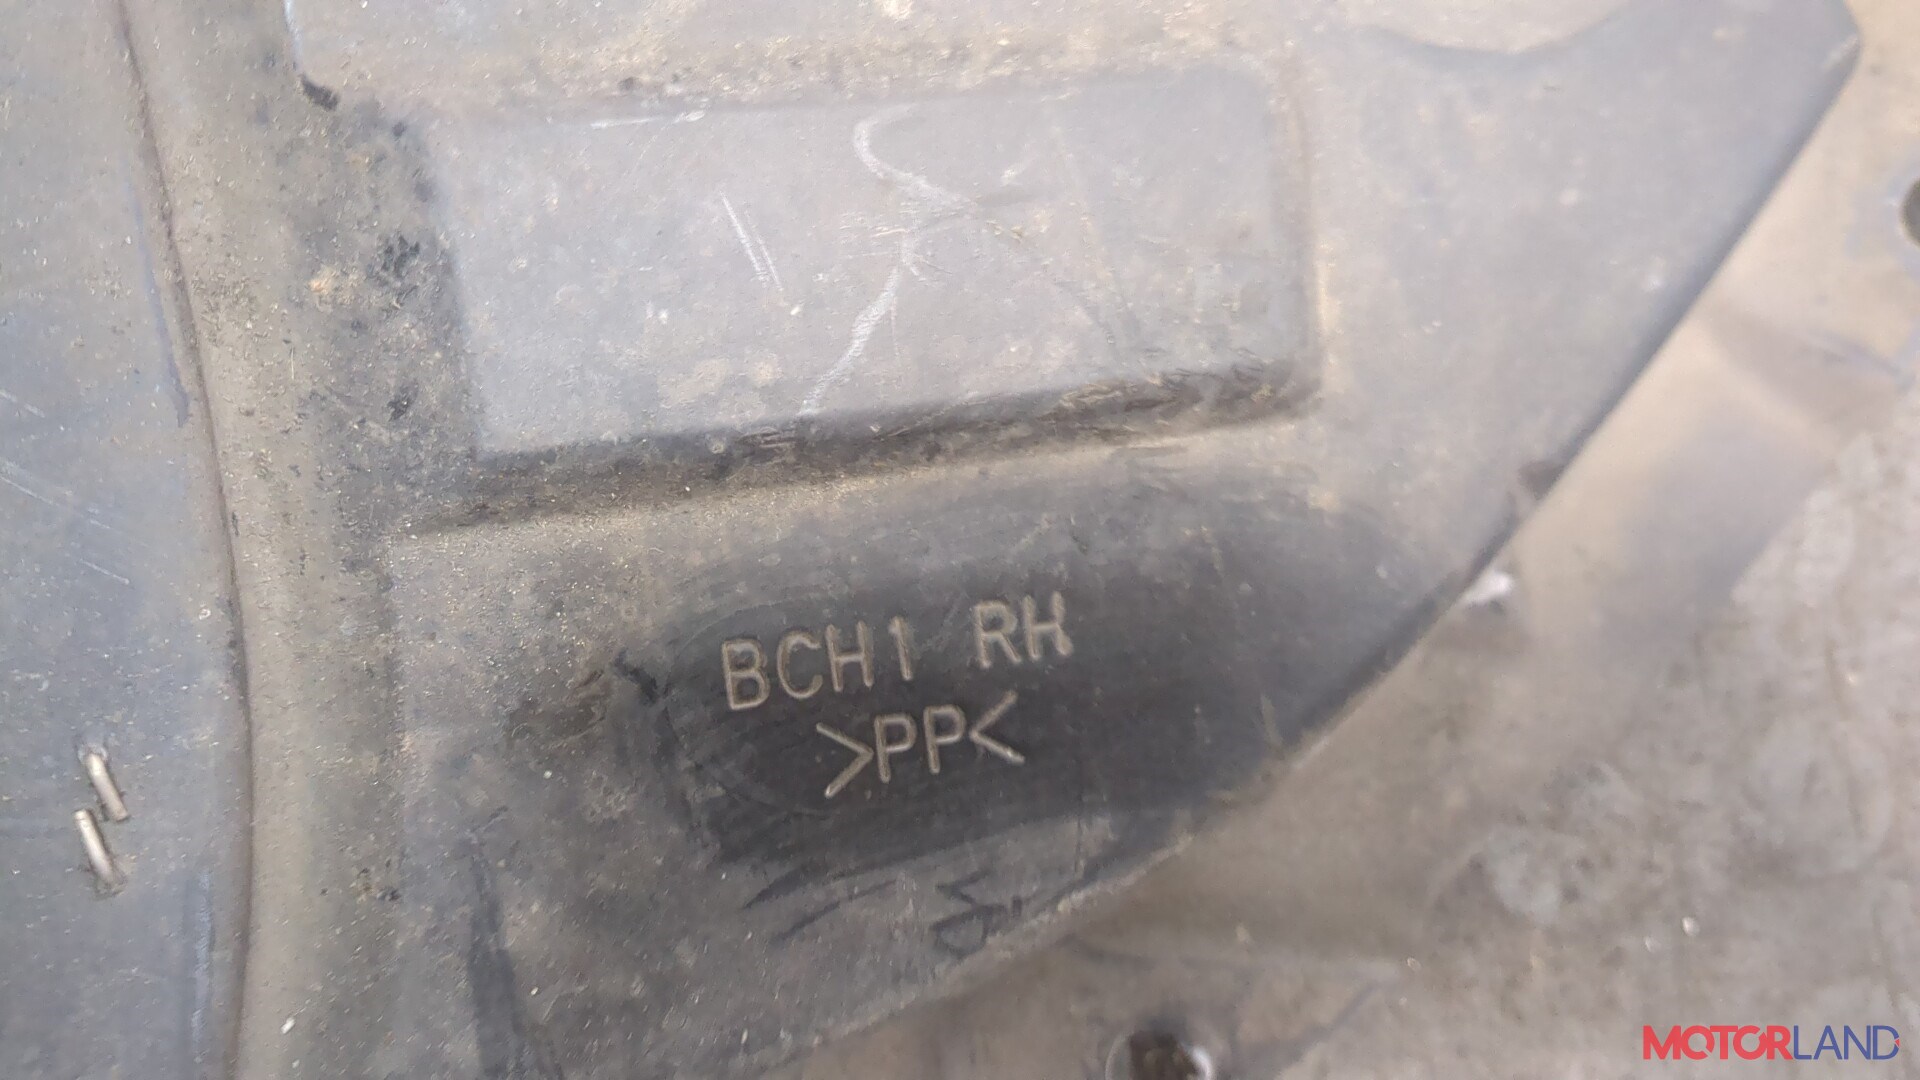 BCH1 RH
>PP<
MOTORLAND